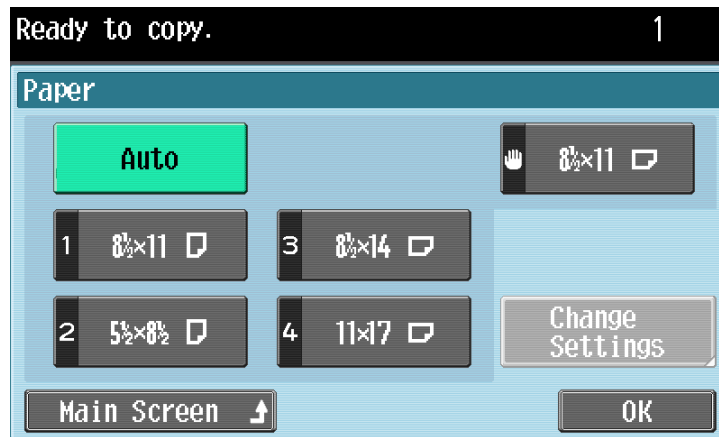 Ready to copy. 1
Paper
Auto
8½×11
1 8½×11
3 8½×14
2 5½×8½
4 11×17
Change
Settings
Main Screen
OK